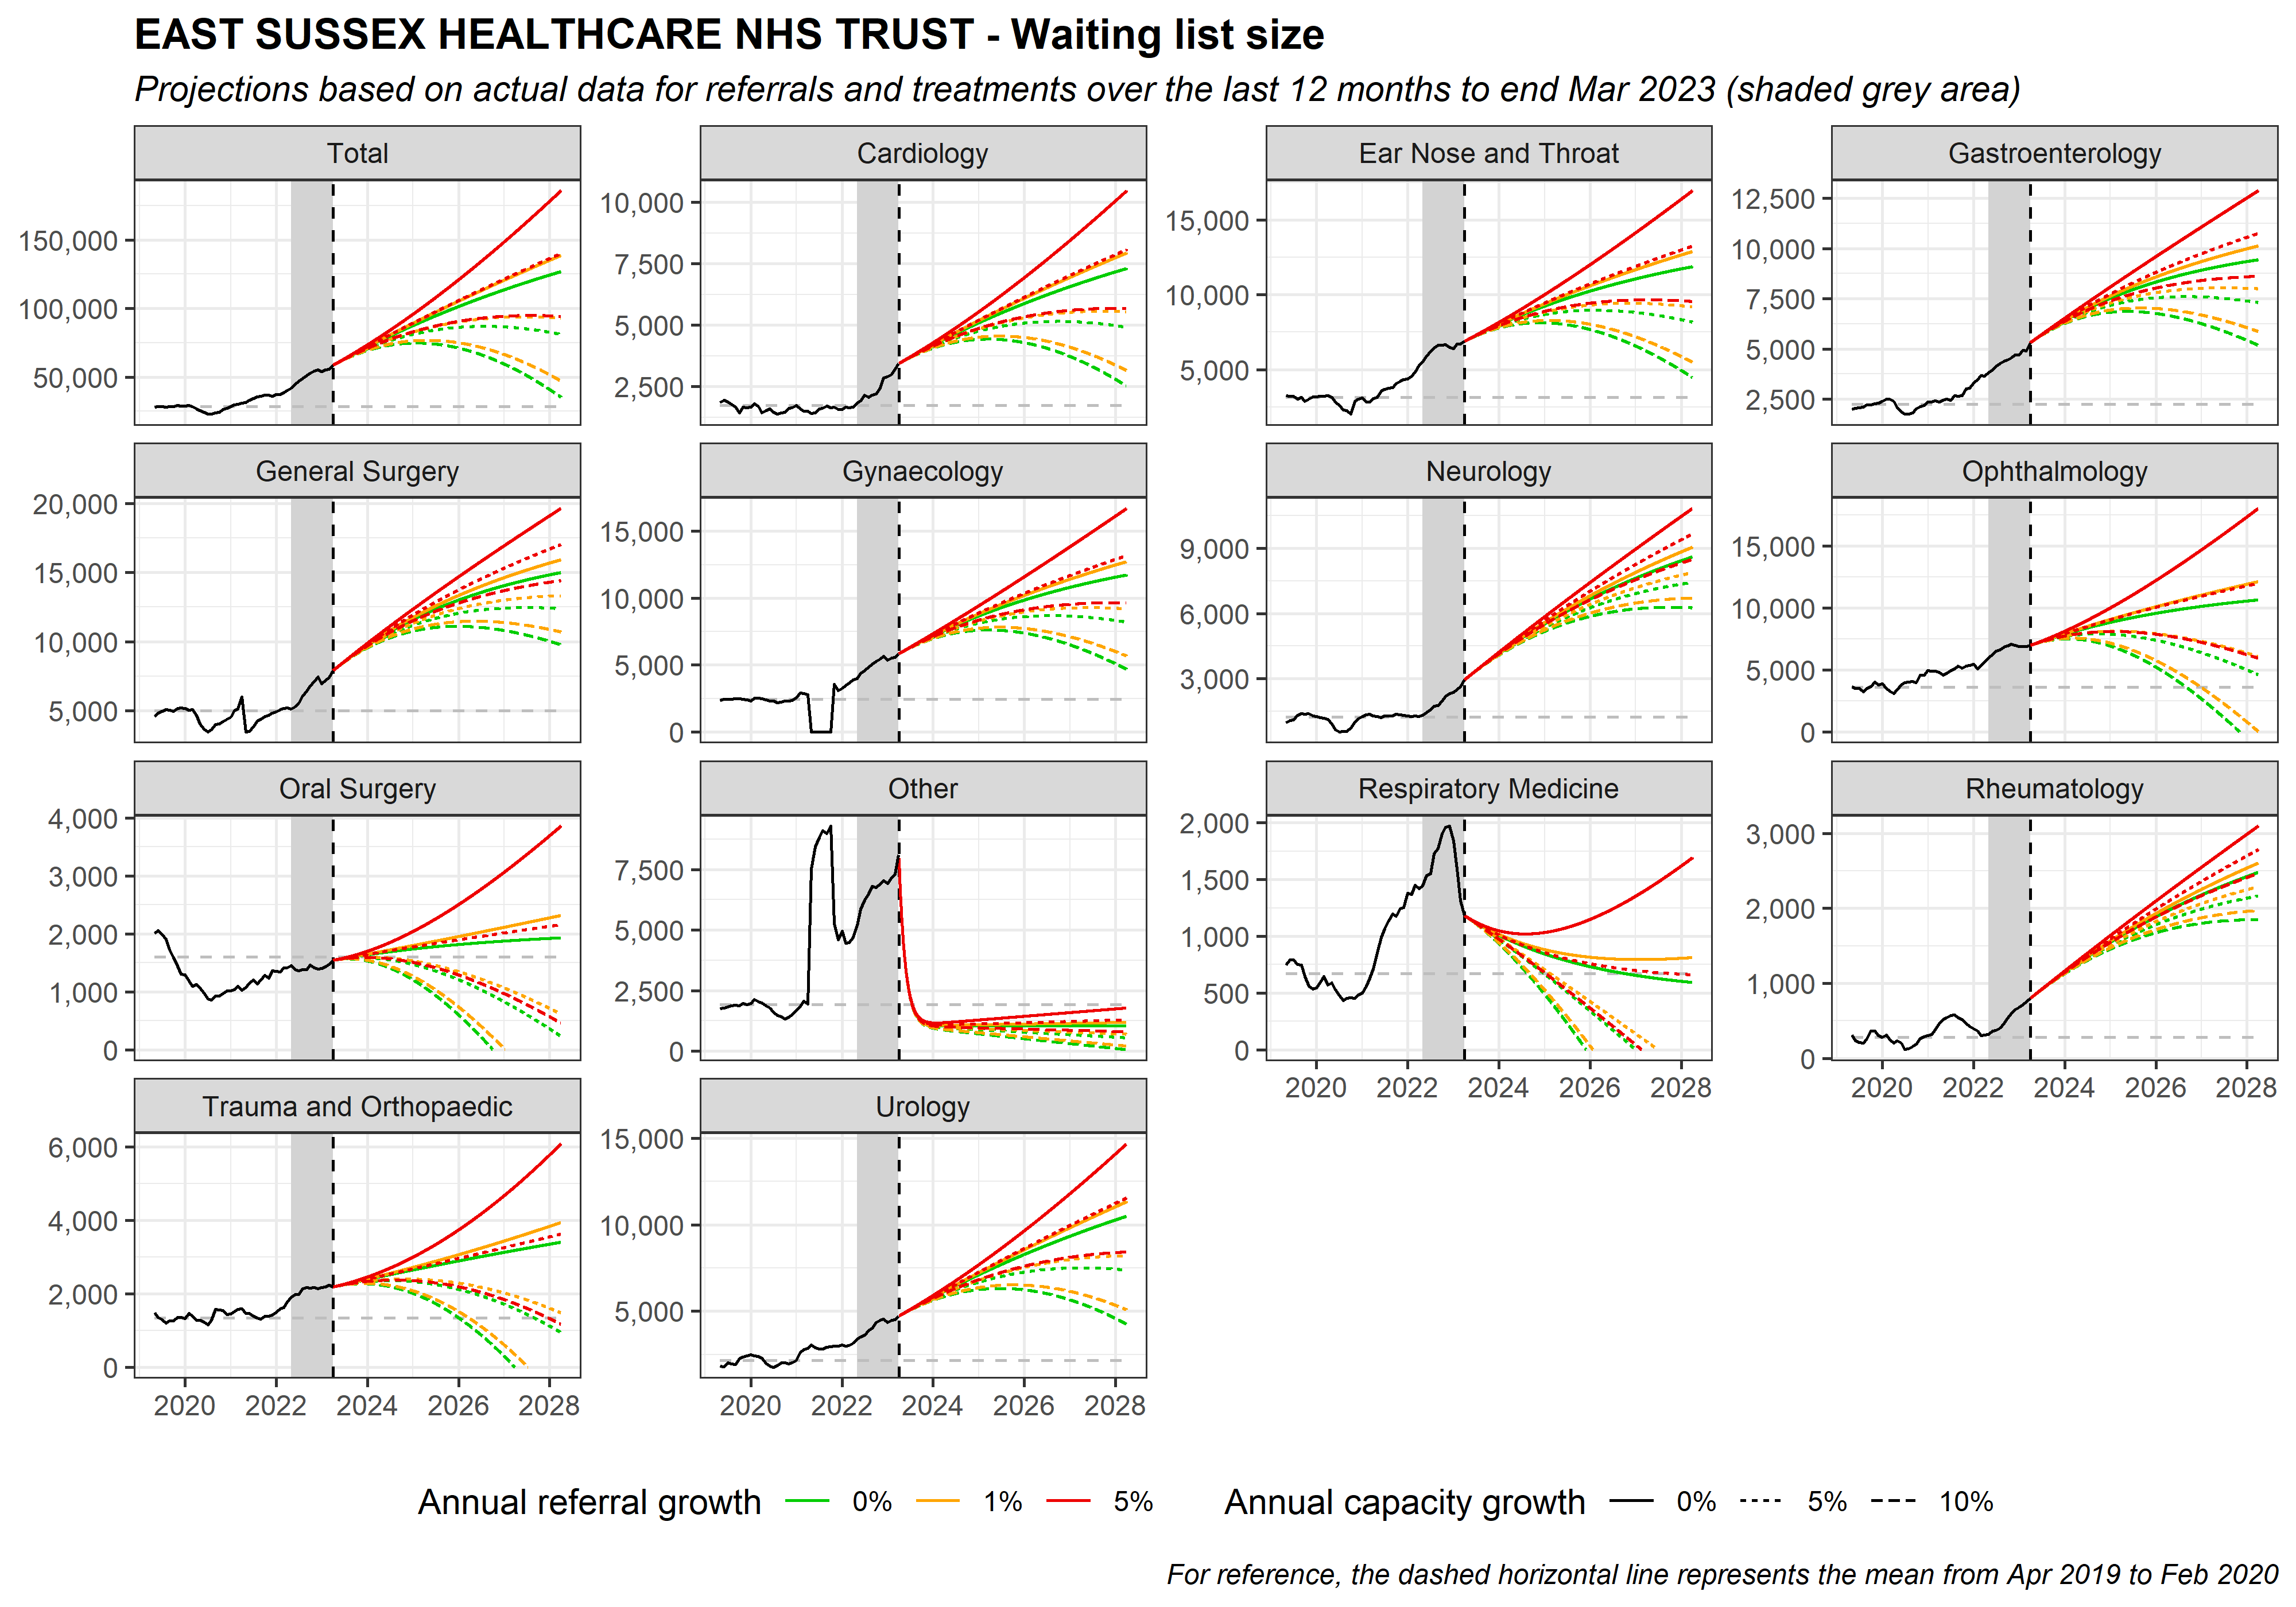 EAST SUSSEX HEALTHCARE NHS TRUST - Waiting list size
Projections based on actual data for referrals and treatments over the last 12 months to end Mar 2023 (shaded grey area)
Total
150,000
100,000
50,000
Cardiology
10,000
7,500
5,000
2,500
Ear Nose and Throat
15,000
10,000
5,000
Gastroenterology
12,500
10,000
7,500
5,000
2,500
General Surgery
20,000
15,000
10,000
5,000
Gynaecology
15,000
10,000
5,000
0
Neurology
9,000
6,000
3,000
Ophthalmology
15,000
10,000
5,000
0
Oral Surgery
4,000
3,000
2,000
1,000
0
Other
7,500
5,000
2,500
0
Respiratory Medicine
2,000
1,500
1,000
500
0
2020 2022 2024 2026 2028
Rheumatology
3,000
2,000
1,000
0
2020 2022 2024 2026 2028
Trauma and Orthopaedic
6,000
4,000
2,000
0
2020 2022 2024 2026 2028
Urology
15,000
10,000
5,000
2020 2022 2024 2026 2028
Annual referral growth 0% 1% 5% Annual capacity growth 0% 5% 10%
For reference, the dashed horizontal line represents the mean from Apr 2019 to Feb 2020